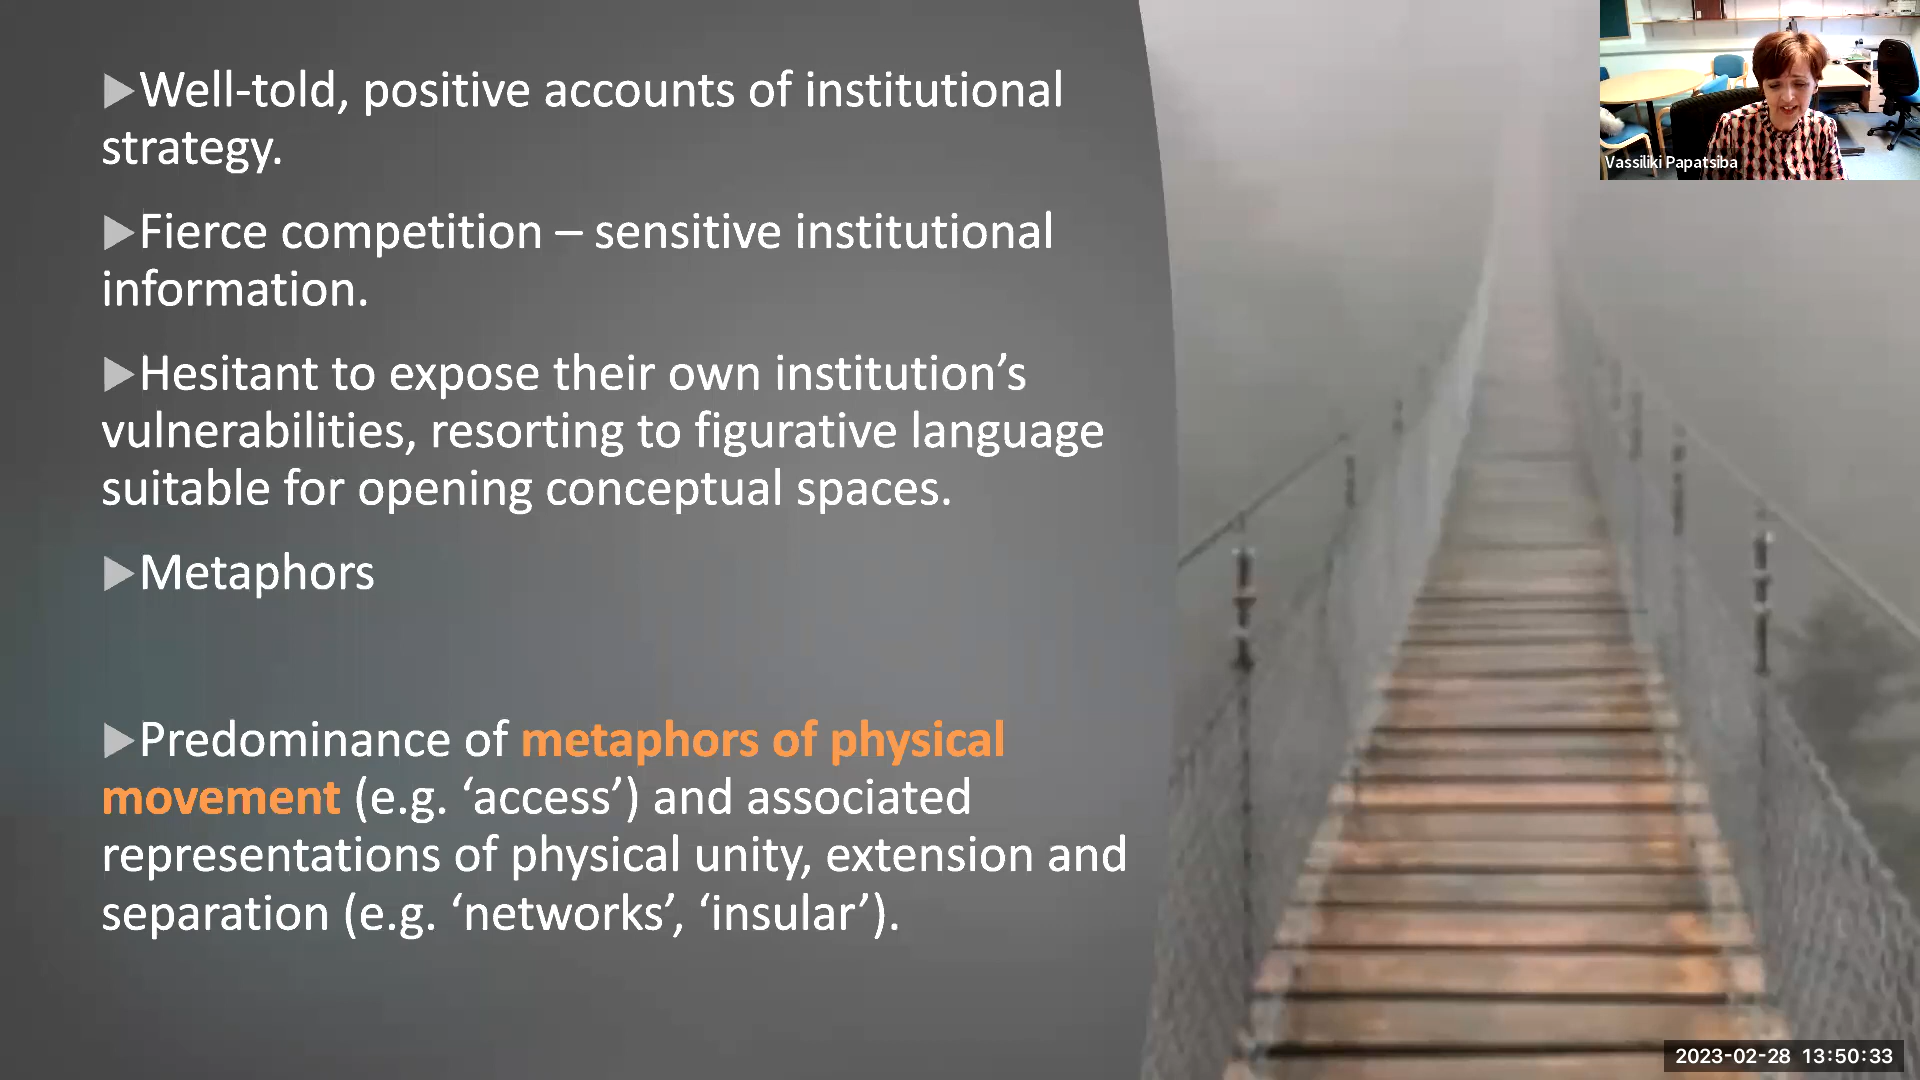 ▶Well-told, positive accounts of institutional
strategy.
▶Fierce competition – sensitive institutional
information.
▶Hesitant to expose their own institution’s
vulnerabilities, resorting to figurative language
suitable for opening conceptual spaces.
▶Metaphors
▶Predominance of metaphors of physical
movement (e.g. ‘access’) and associated
representations of physical unity, extension and
separation (e.g. ‘networks’, ‘insular’).
Vassiliki Papatsiba
2023-02-28 13:50:33